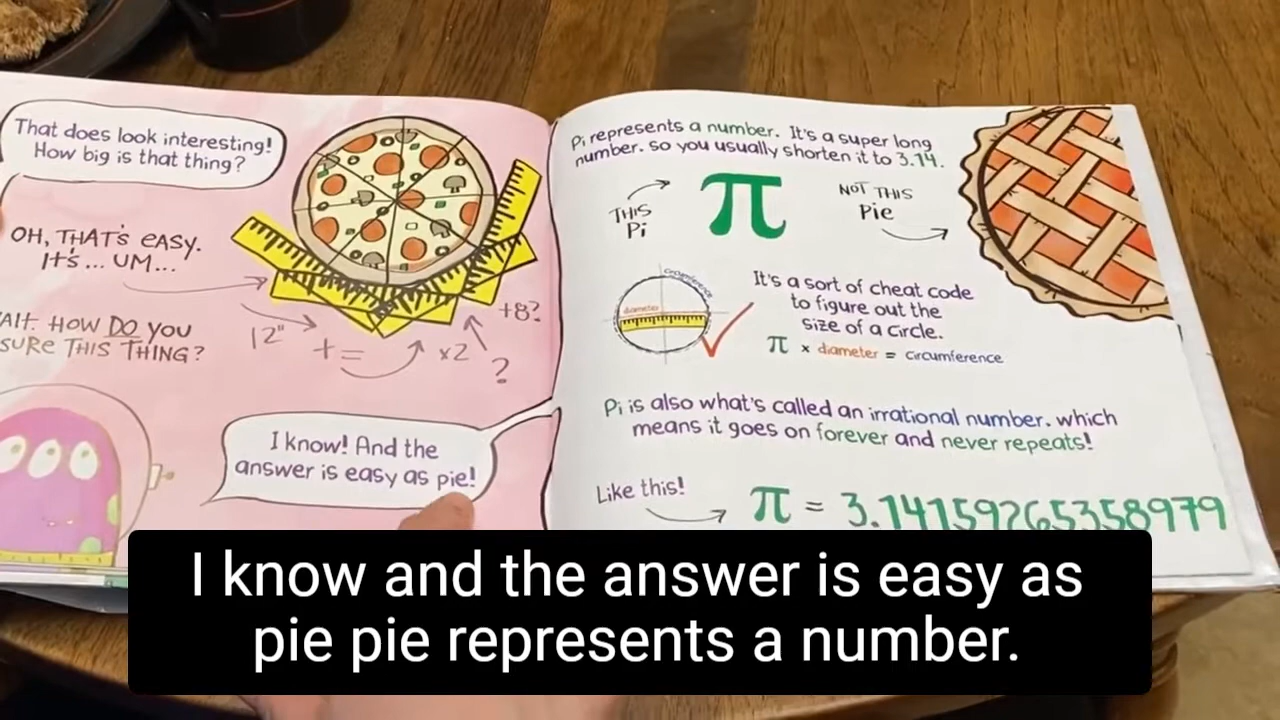 That does look interesting!
How big is that thing?
OH, THAT'S EASY.
IT'S... UM...
HOW DO YOU
THIS THING?
12"
+ =
x2
+8?
?
I know! And the
answer is easy as pie!
Pi represents a number. It's a super long
number. so you usually shorten it to 3.14.
THIS
Pi
π
NOT THIS
Pie
circumference
diameter
It's a sort of cheat code
to figure out the
size of a circle.
π x diameter = circumference
Pi is also what's called an irrational number. which
means it goes on forever and never repeats!
Like this!
π = 3.14159265358979
I know and the answer is easy as
pie pie represents a number.